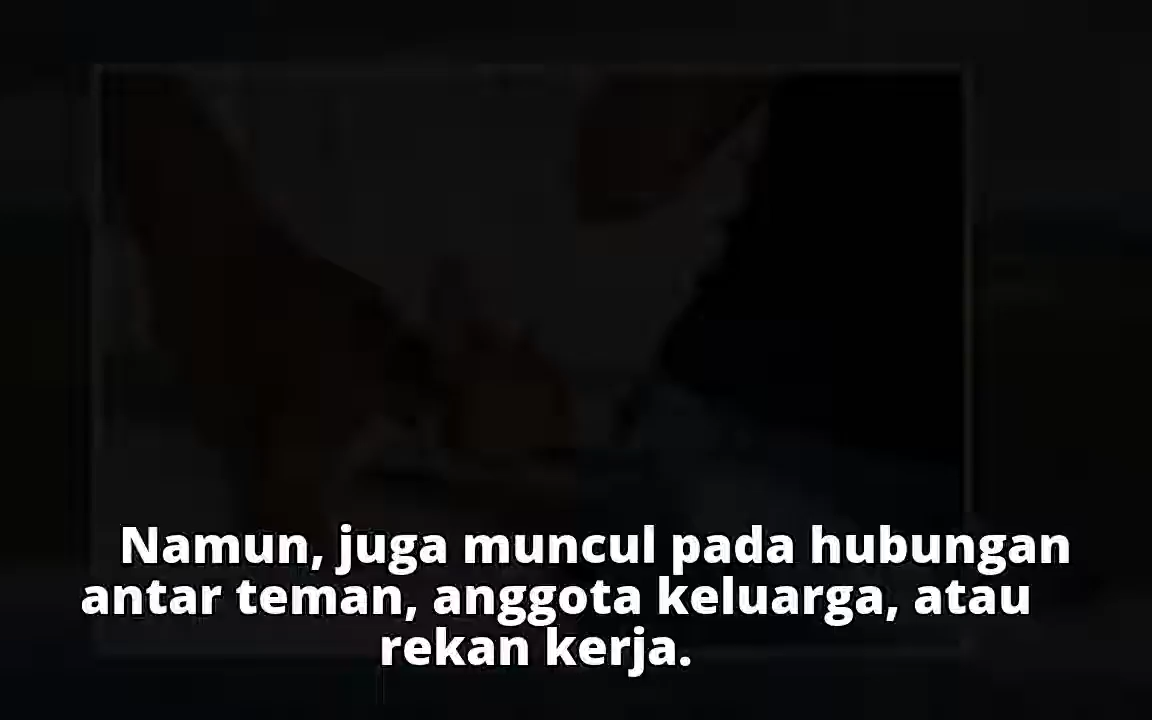 Namun, juga muncul pada hubungan
antar teman, anggota keluarga, atau
rekan kerja.